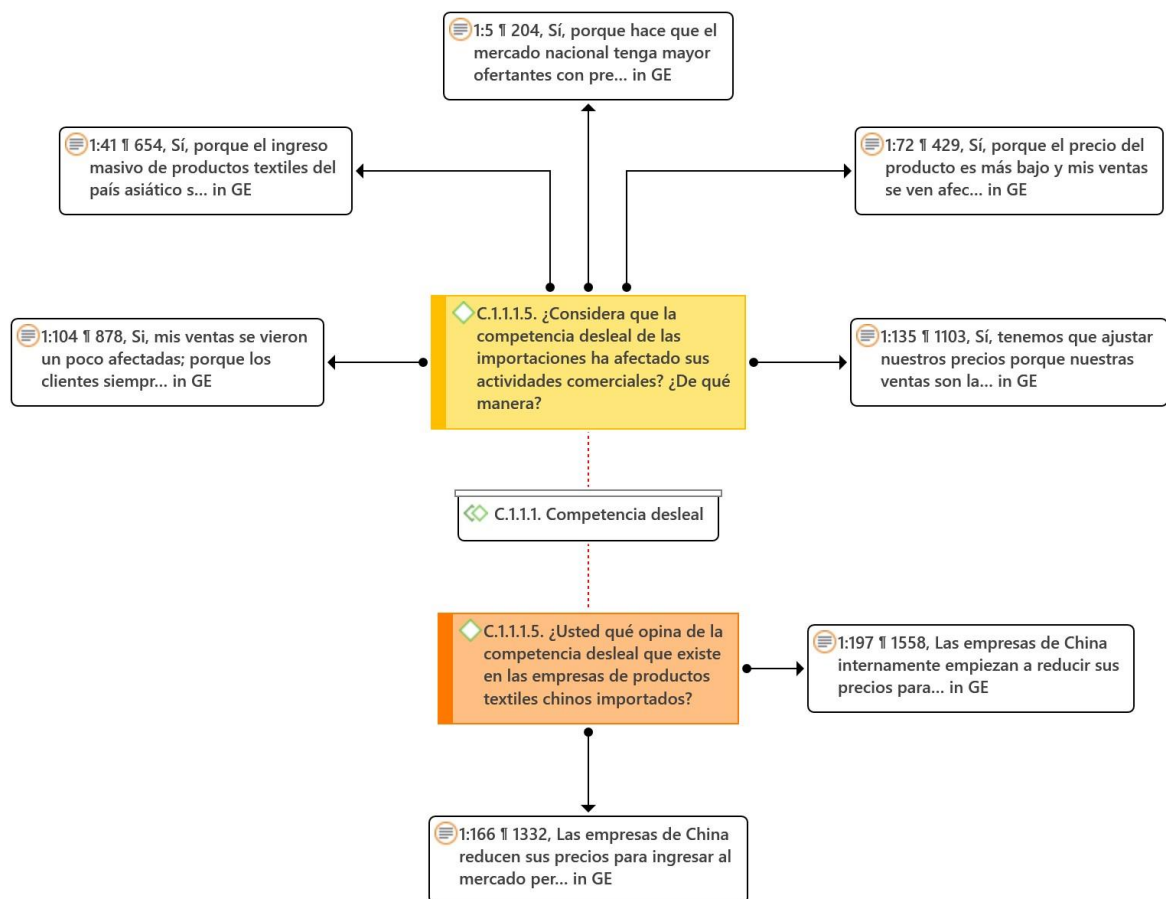 1:5 ¶ 204, Sí, porque hace que el
mercado nacional tenga mayor
ofertantes con pre... in GE
1:41 ¶ 654, Sí, porque el ingreso
masivo de productos textiles del
país asiático s... in GE
1:72 ¶ 429, Sí, porque el precio del
producto es más bajo y mis ventas
se ven afec... in GE
C.1.1.1.5. ¿Considera que la
competencia desleal de las
importaciones ha afectado sus
actividades comerciales? ¿De qué
manera?
1:104 ¶ 878, Si, mis ventas se vieron
un poco afectadas; porque los
clientes siempr... in GE
1:135 ¶ 1103, Sí, tenemos que ajustar
nuestros precios porque nuestras
ventas son la... in GE
C.1.1.1. Competencia desleal
C.1.1.1.5. ¿Usted qué opina de la
competencia desleal que existe
en las empresas de productos
textiles chinos importados?
1:197 ¶ 1558, Las empresas de China
internamente empiezan a reducir sus
precios para... in GE
1:166 ¶ 1332, Las empresas de China
reducen sus precios para ingresar al
mercado per... in GE